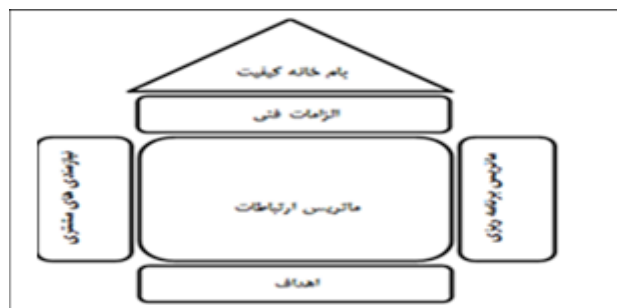 بام خانه کیفیت
الزامات فنی
نیازمندی های مشتری
ماتریس ارتباطات
ماتریس برنامه ریزی
اهداف